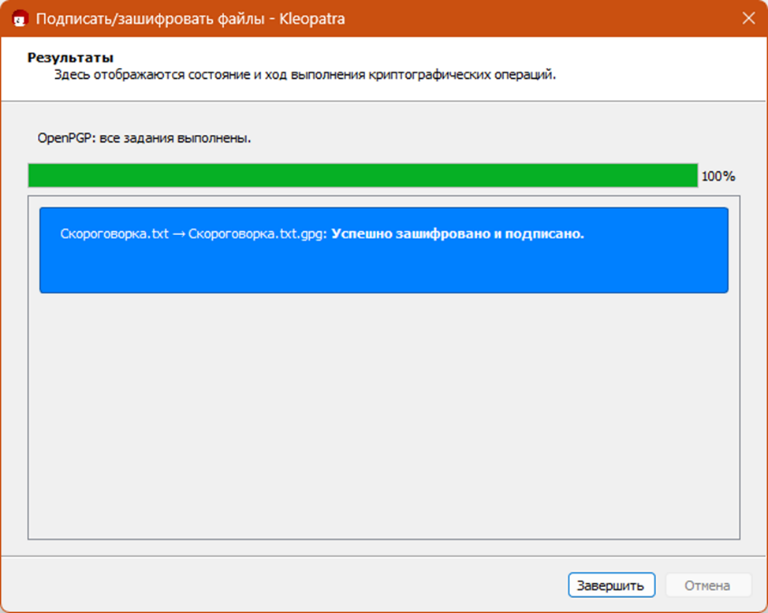 Подписать/зашифровать файлы - Kleopatra
Результаты
Здесь отображаются состояние и ход выполнения криптографических операций.
OpenPGP: все задания выполнены.
100%
Скороговорка.txt → Скороговорка.txt.gpg: Успешно зашифровано и подписано.
Завершить
Отмена